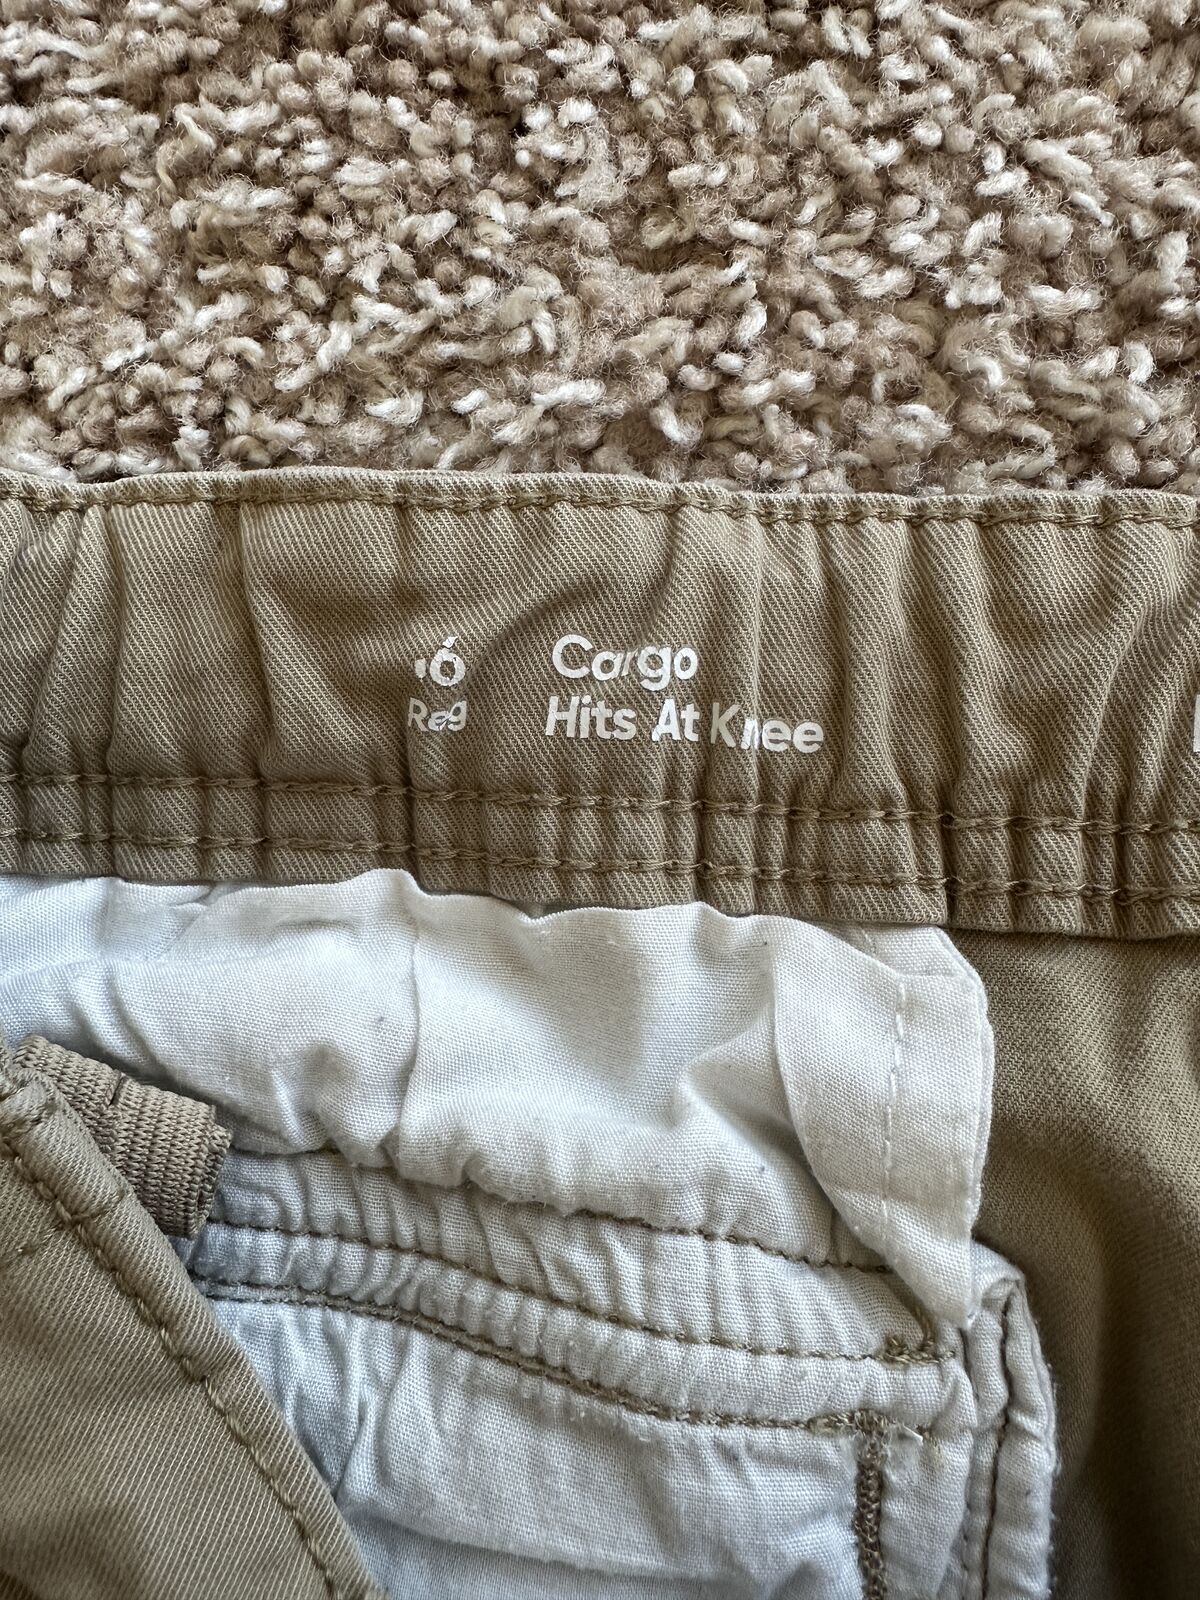 Cargo
Reg
Hits At Knee